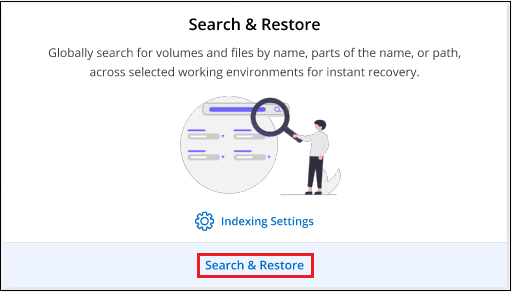 Search & Restore
Globally search for volumes and files by name, parts of the name, or path,
across selected working environments for instant recovery.
Indexing Settings
Search & Restore